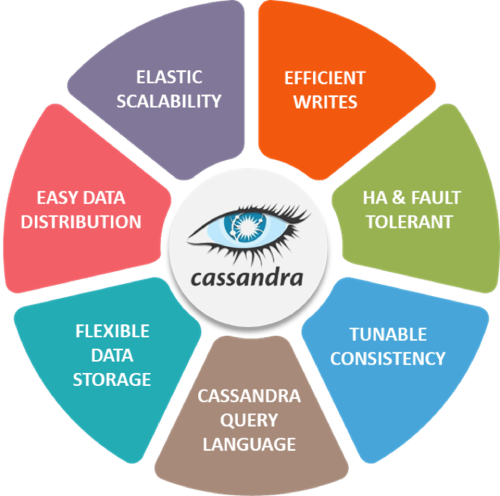 ELASTIC
SCALABILITY
EFFICIENT
WRITES
EASY DATA
DISTRIBUTION
HA & FAULT
TOLERANT
cassandra
FLEXIBLE
DATA
STORAGE
TUNABLE
CONSISTENCY
CASSANDRA
QUERY
LANGUAGE